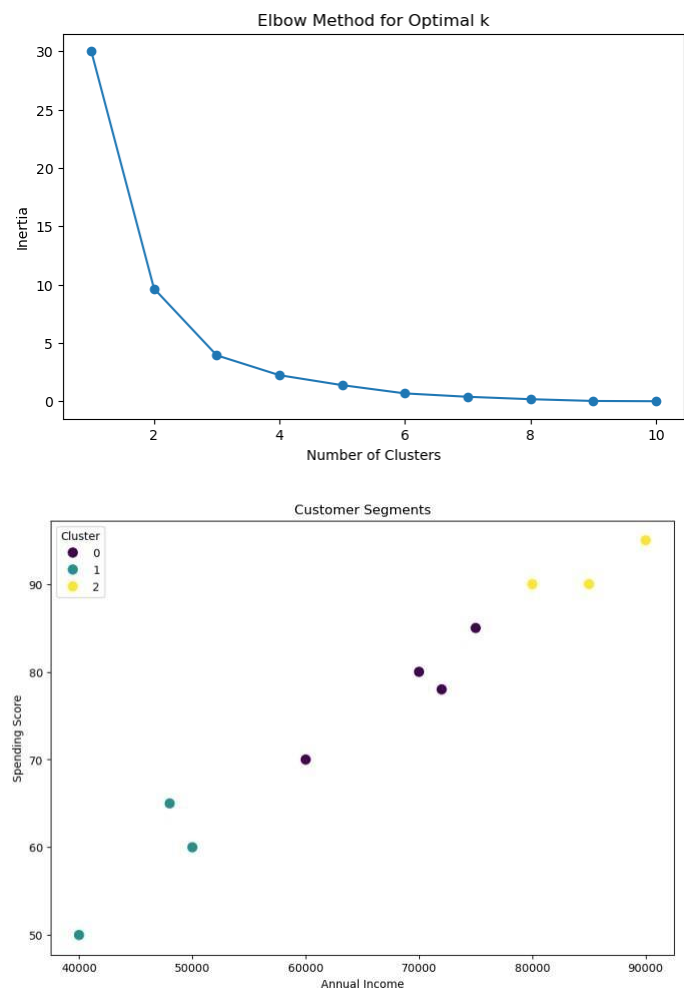 Elbow Method for Optimal k
30
25
20
15
10
5
0
Inertia
2 4 6 8 10
Number of Clusters
Customer Segments
Cluster
0
1
2
90
80
70
60
50
Spending Score
40000 50000 60000 70000 80000 90000
Annual Income